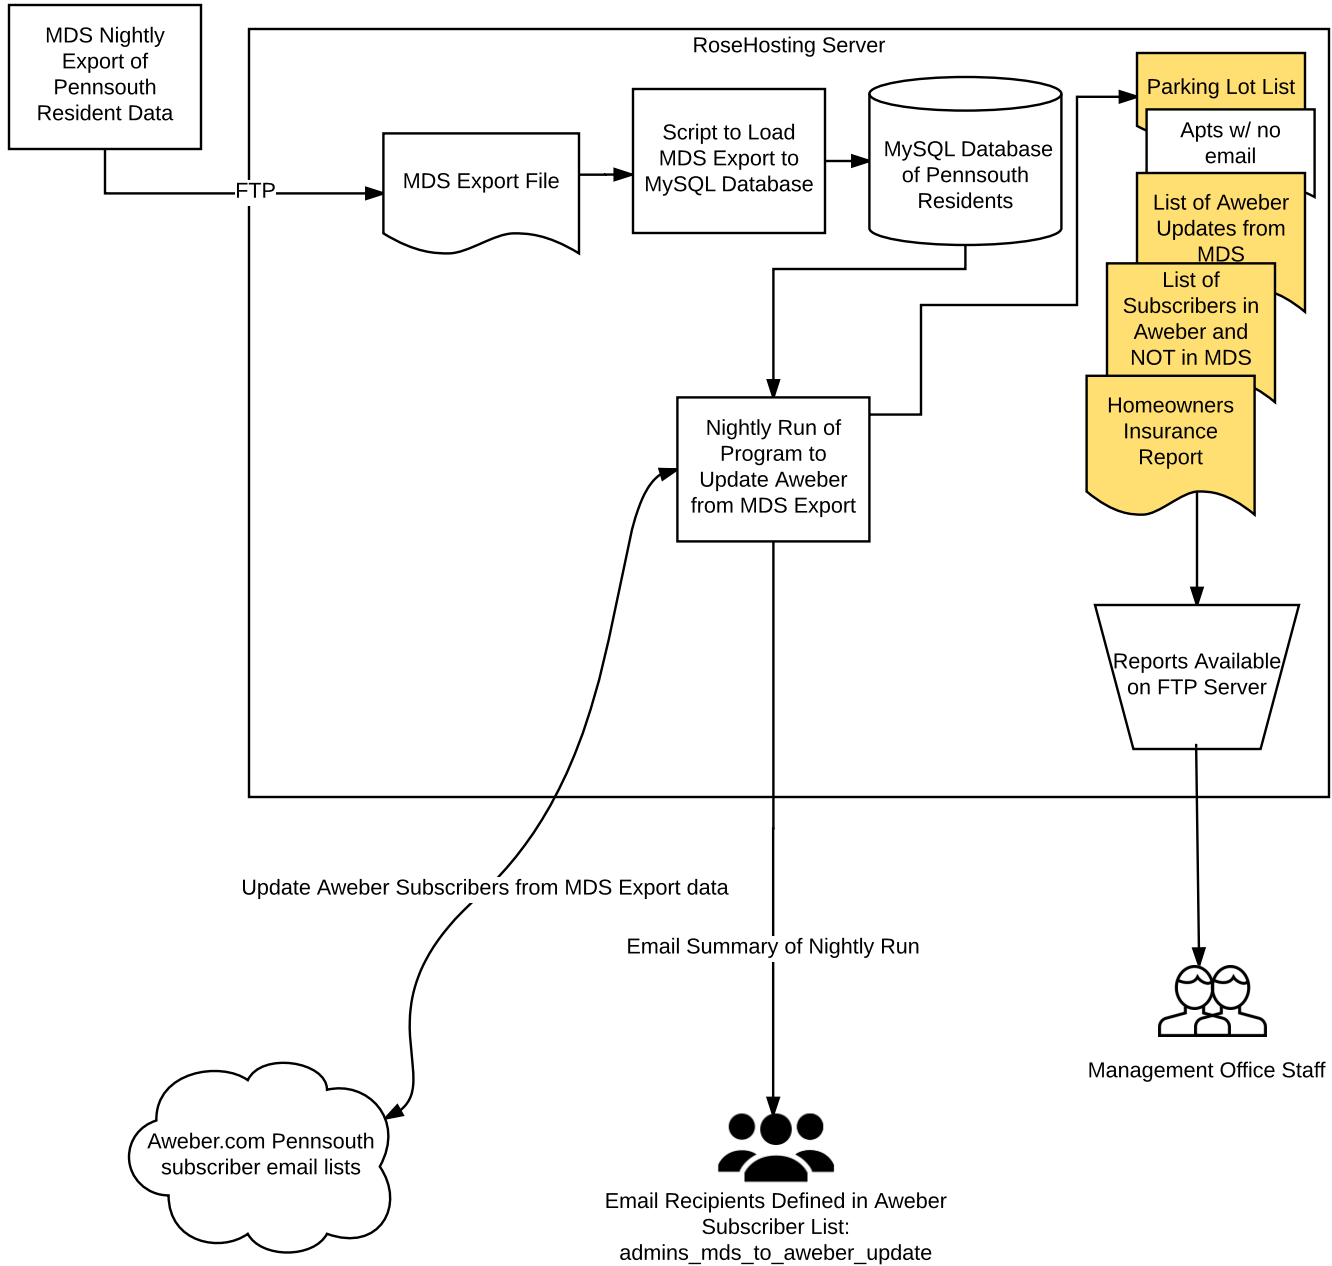 MDS Nightly
Export of
Pennsouth
Resident Data
RoseHosting Server
FTP
MDS Export File
Script to Load
MDS Export to
MySQL Database
MySQL Database
of Pennsouth
Residents
Parking Lot List
Apts w/ no
email
List of Aweber
Updates from
MDS
List of
Subscribers in
Aweber and
NOT in MDS
Homeowners
Insurance
Report
Nightly Run of
Program to
Update Aweber
from MDS Export
Reports Available
on FTP Server
Update Aweber Subscribers from MDS Export data
Email Summary of Nightly Run
Management Office Staff
Aweber.com Pennsouth
subscriber email lists
Email Recipients Defined in Aweber
Subscriber List:
admins_mds_to_aweber_update